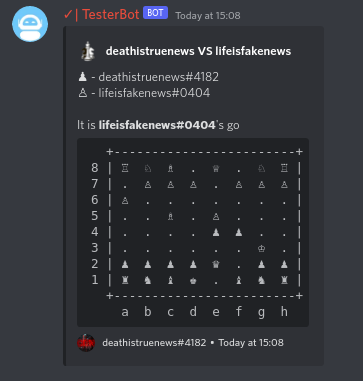 ✓| TesterBot BOT Today at 15:08
deathistruenews VS lifeisfakenews
♟ - deathistruenews#4182
♙ - lifeisfakenews#0404
It is lifeisfakenews#0404's go
+------------------------+
8 | ♖ ♘ ♗ . ♕ . ♘ ♖ |
7 | . ♙ ♙ ♙ . ♙ ♙ ♙ |
6 | ♙ . . . . . . . |
5 | . . ♗ . ♙ . . . |
4 | . . . . ♟ ♟ . . |
3 | . . . . . . ♔ . |
2 | ♟ ♟ ♟ ♟ ♛ . ♟ ♟ |
1 | ♜ ♞ ♝ ♚ . ♝ ♞ ♜ |
+------------------------+
a b c d e f g h
deathistruenews#4182 • Today at 15:08